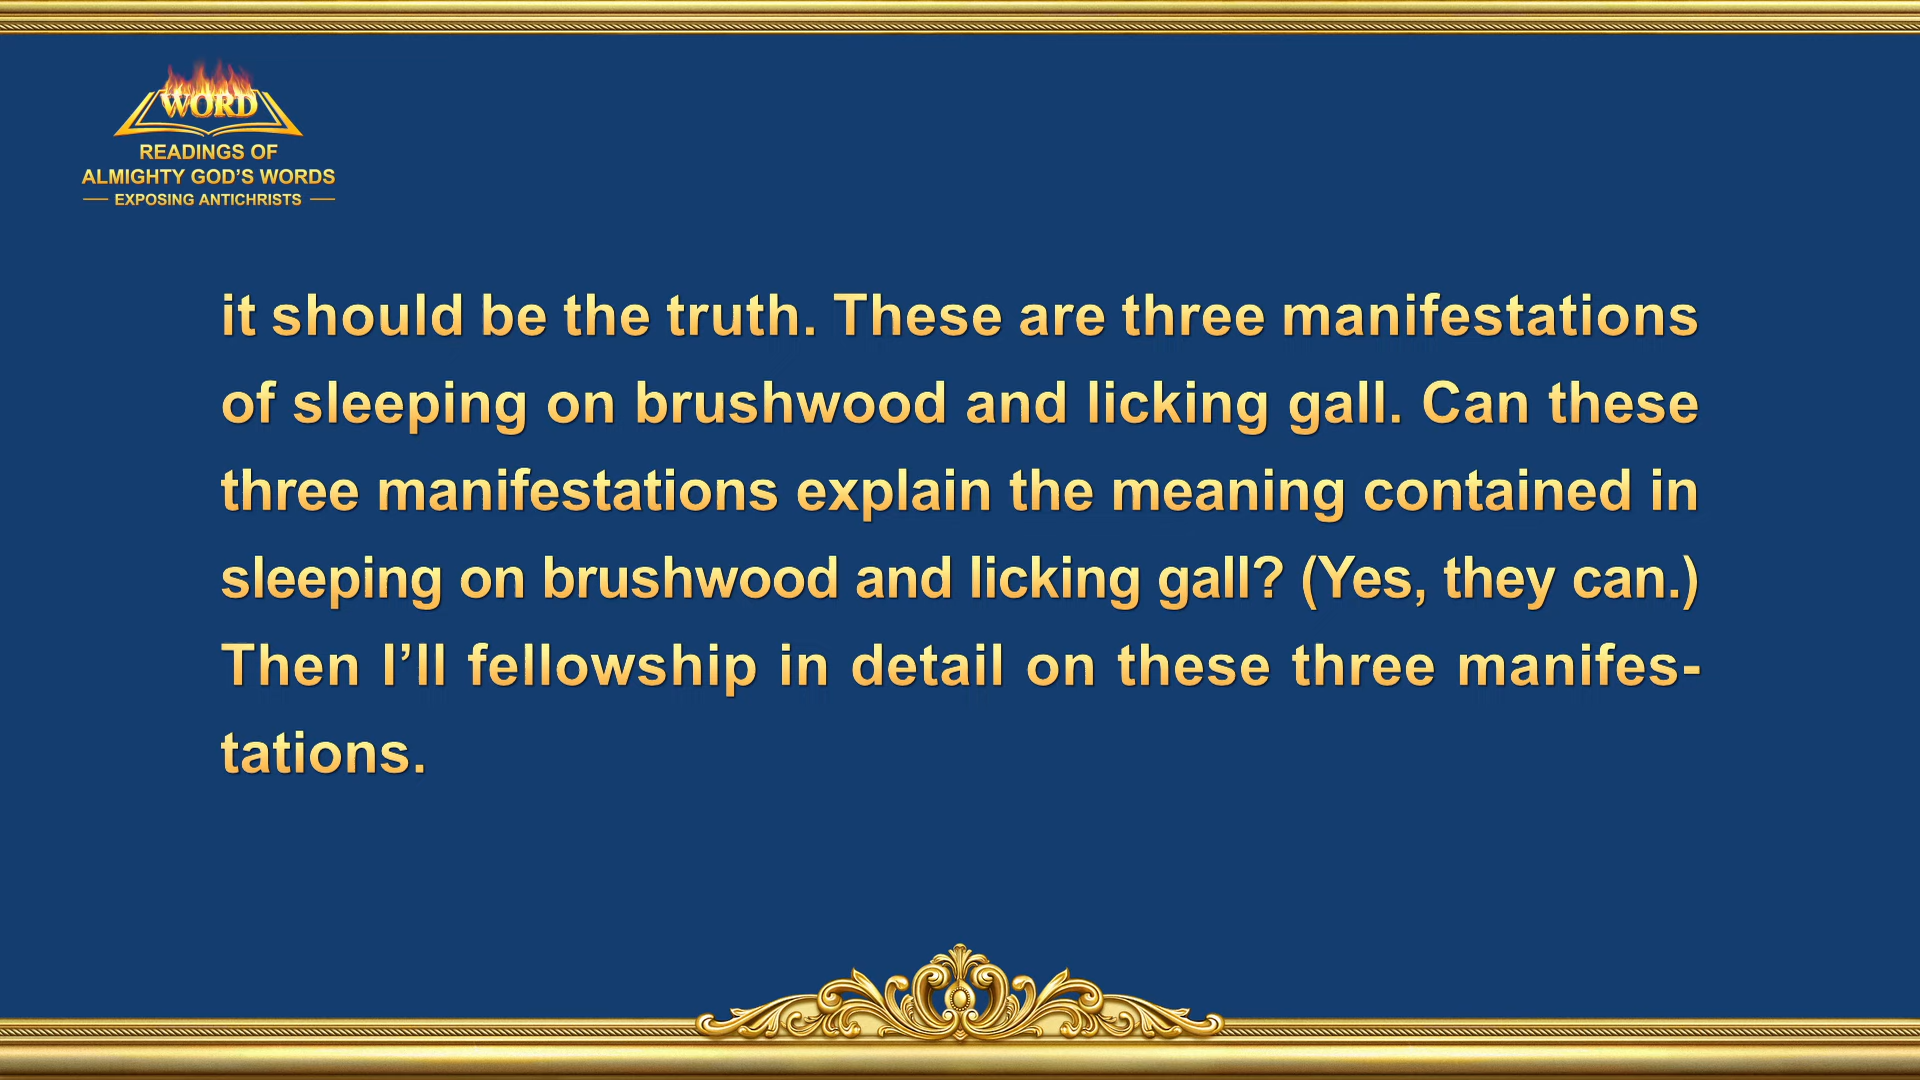 WORD
READINGS OF
ALMIGHTY GOD’S WORDS
EXPOSING ANTICHRISTS
it should be the truth. These are three manifestations
of sleeping on brushwood and licking gall. Can these
three manifestations explain the meaning contained in
sleeping on brushwood and licking gall? (Yes, they can.)
Then I’ll fellowship in detail on these three manifes-
tations.